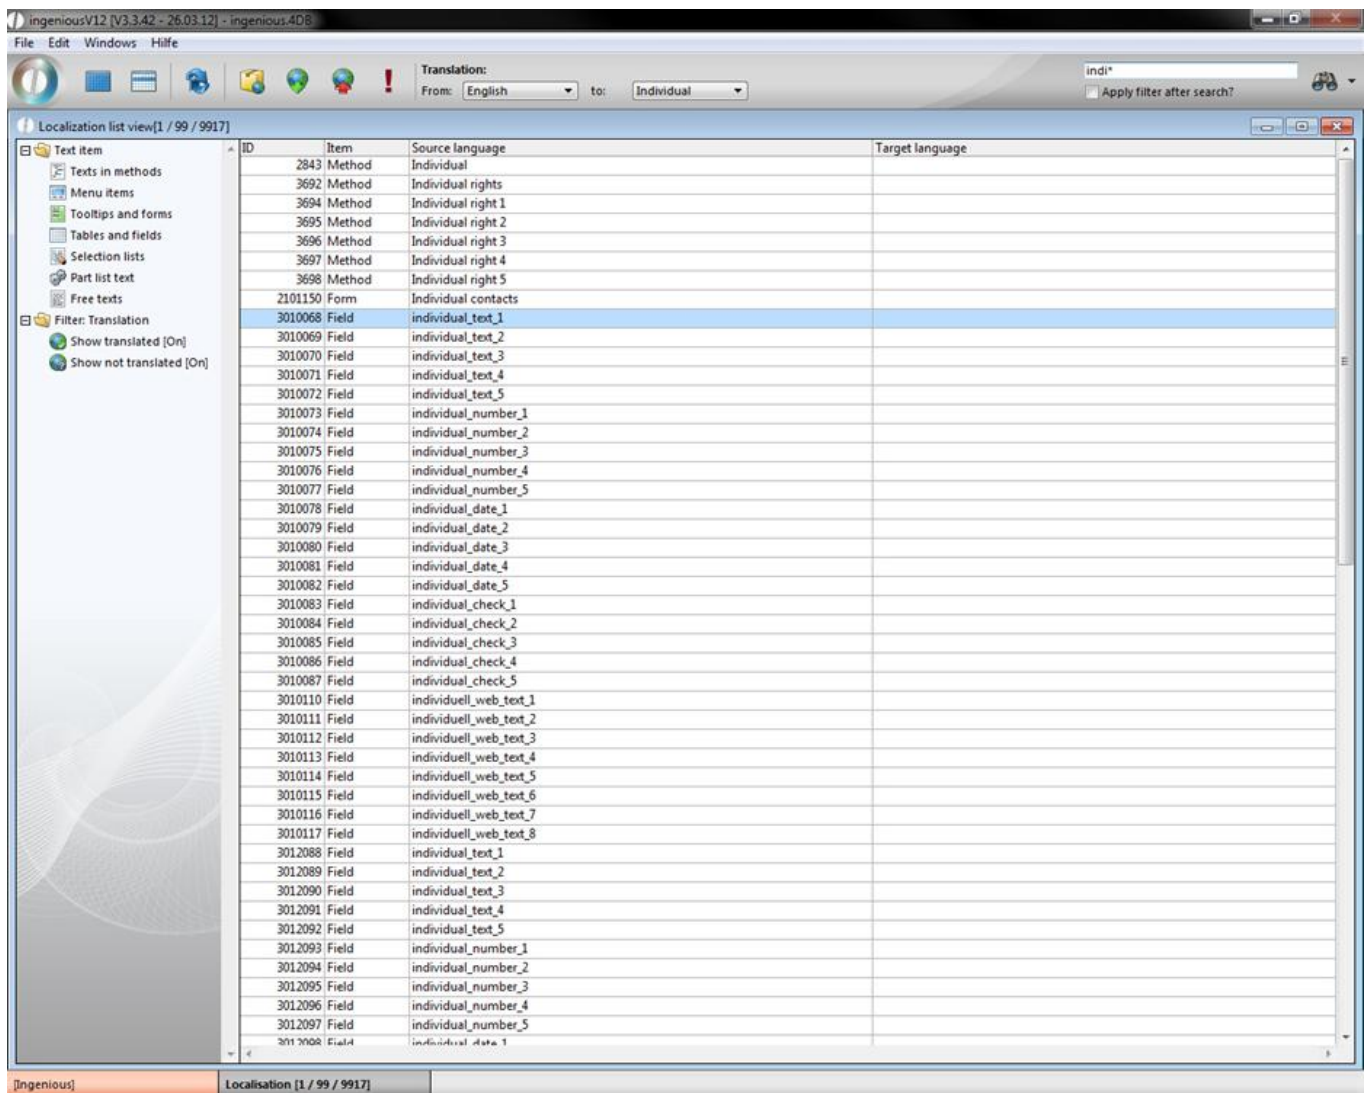 ingeniousV12 [V3.3.42 - 26.03.12] - ingenious.4DB
File Edit Windows Hilfe
Translation:
From: English to: Individual
indi*
Apply filter after search?
Localization list view[1 / 99 / 9917]
Text item
Texts in methods
Menu items
Tooltips and forms
Tables and fields
Selection lists
Part list text
Free texts
Filter: Translation
Show translated [On]
Show not translated [On]
ID Item Source language Target language
2843 Method Individual
3692 Method Individual rights
3694 Method Individual right 1
3695 Method Individual right 2
3696 Method Individual right 3
3697 Method Individual right 4
3698 Method Individual right 5
2101150 Form Individual contacts
3010068 Field individual_text_1
3010069 Field individual_text_2
3010070 Field individual_text_3
3010071 Field individual_text_4
3010072 Field individual_text_5
3010073 Field individual_number_1
3010074 Field individual_number_2
3010075 Field individual_number_3
3010076 Field individual_number_4
3010077 Field individual_number_5
3010078 Field individual_date_1
3010079 Field individual_date_2
3010080 Field individual_date_3
3010081 Field individual_date_4
3010082 Field individual_date_5
3010083 Field individual_check_1
3010084 Field individual_check_2
3010085 Field individual_check_3
3010086 Field individual_check_4
3010087 Field individual_check_5
3010110 Field individuell_web_text_1
3010111 Field individuell_web_text_2
3010112 Field individuell_web_text_3
3010113 Field individuell_web_text_4
3010114 Field individuell_web_text_5
3010115 Field individuell_web_text_6
3010116 Field individuell_web_text_7
3010117 Field individuell_web_text_8
3012088 Field individual_text_1
3012089 Field individual_text_2
3012090 Field individual_text_3
3012091 Field individual_text_4
3012092 Field individual_text_5
3012093 Field individual_number_1
3012094 Field individual_number_2
3012095 Field individual_number_3
3012096 Field individual_number_4
3012097 Field individual_number_5
3012098 Field individual_date_1
[Ingenious] Localisation [1 / 99 / 9917]